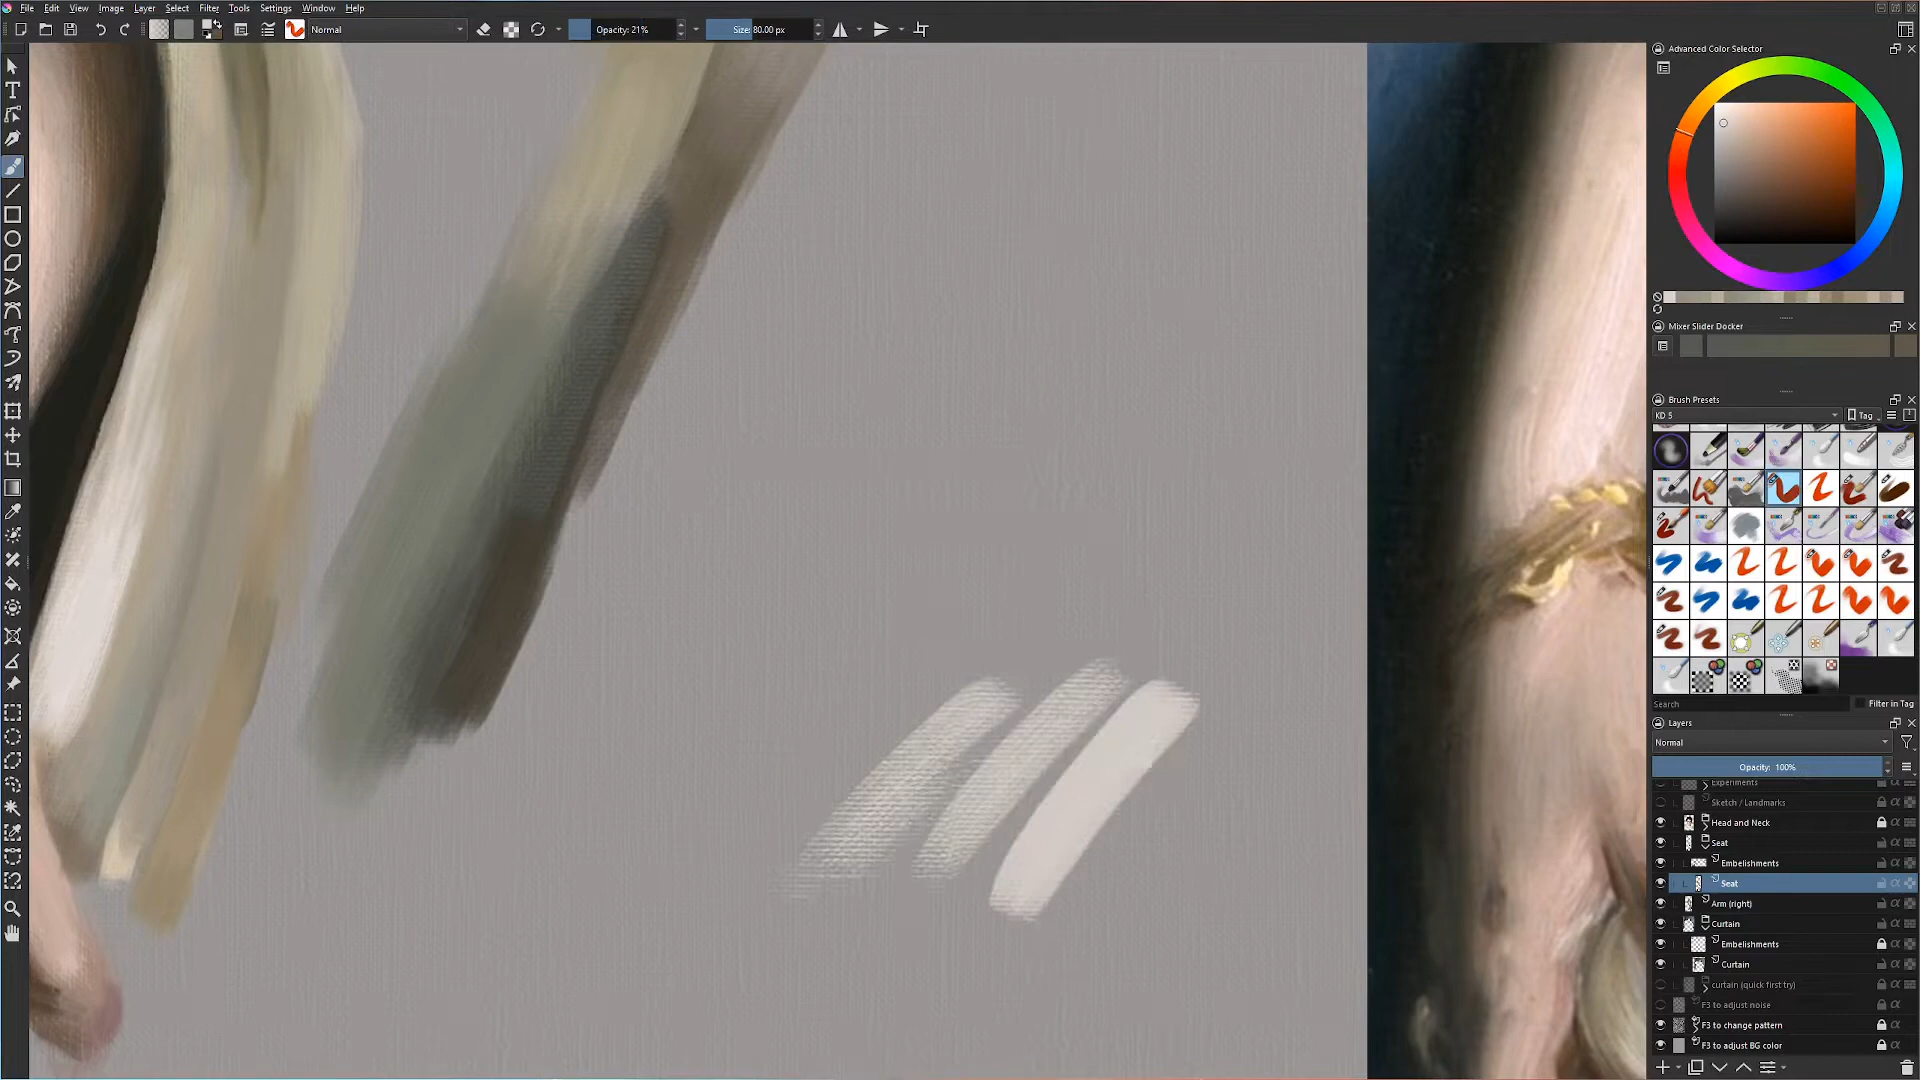 File Edit View Image Layer Select Filter Tools Settings Window Help
Normal
Opacity: 21%
Size: 80.00 px
Advanced Color Selector
Mixer Slider Docker
Brush Presets
KD 5
Tag
Search
Filter in Tag
Layers
Normal
Opacity: 100%
Experiments
Sketch / Landmarks
Head and Neck
Seat
Embelishments
Seat
Arm (right)
Curtain
Embelishments
Curtain
curtain (quick first try)
F3 to adjust noise
F3 to change pattern
F3 to adjust BG color